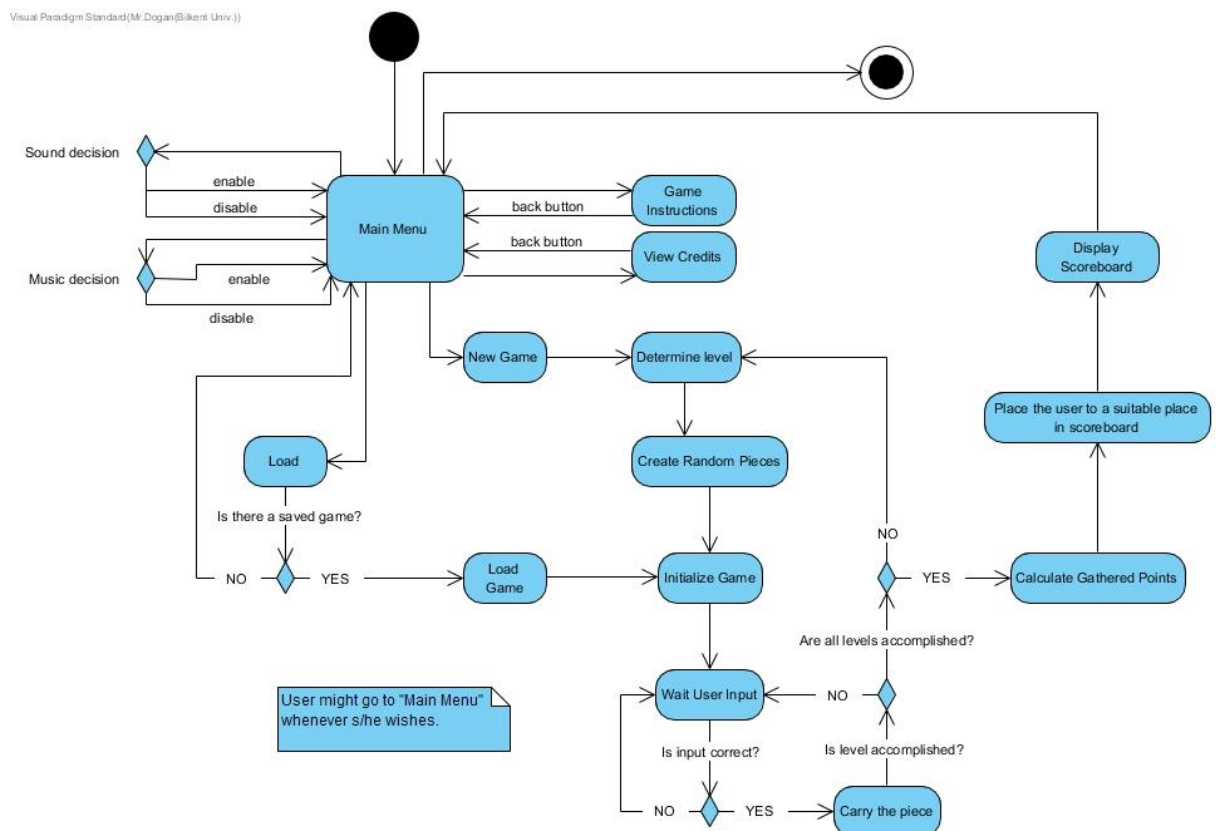 Visual Paradigm Standard(Mr.Dogan(Bilkent Univ.))
Sound decision
enable
disable
Main Menu
Game
Instructions
back button
back button
View Credits
Music decision
enable
disable
Display
Scoreboard
New Game
Determine level
Place the user to a suitable place
in scoreboard
Load
Create Random Pieces
Is there a saved game?
NO
NO
YES
Load
Game
Initialize Game
YES
Calculate Gathered Points
Are all levels accomplished?
User might go to "Main Menu"
whenever s/he wishes.
Wait User Input
NO
Is input correct?
Is level accomplished?
NO
YES
Carry the piece